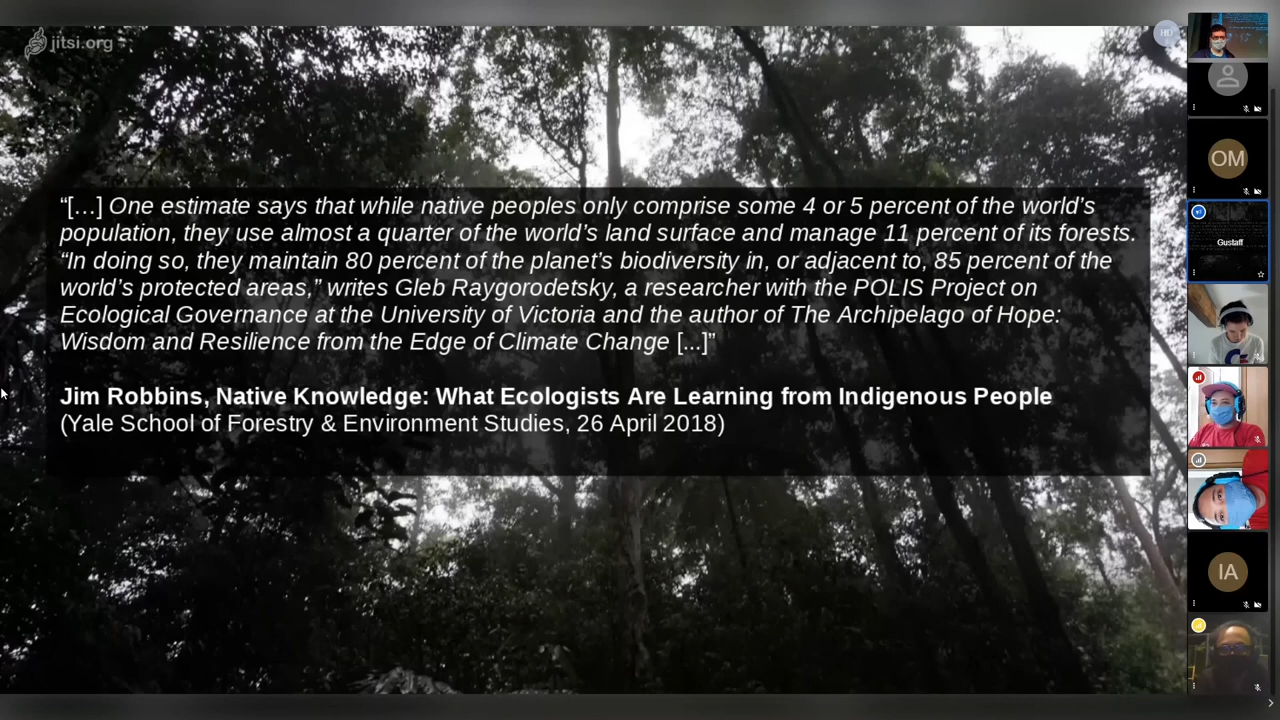 jitsi.org
HD
“[…] One estimate says that while native peoples only comprise some 4 or 5 percent of the world’s
population, they use almost a quarter of the world’s land surface and manage 11 percent of its forests.
“In doing so, they maintain 80 percent of the planet’s biodiversity in, or adjacent to, 85 percent of the
world’s protected areas,” writes Gleb Raygorodetsky, a researcher with the POLIS Project on
Ecological Governance at the University of Victoria and the author of The Archipelago of Hope:
Wisdom and Resilience from the Edge of Climate Change [...]”
Jim Robbins, Native Knowledge: What Ecologists Are Learning from Indigenous People
(Yale School of Forestry & Environment Studies, 26 April 2018)
OM
Gustaff
IA